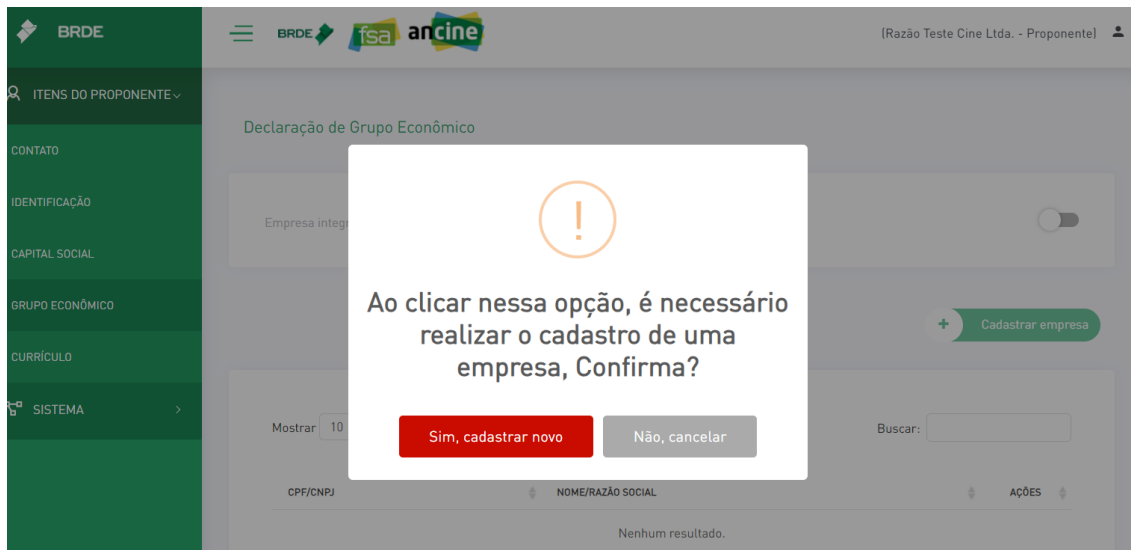 BRDE
BRDE fsa ancine
(Razão Teste Cine Ltda. - Proponente)
ITENS DO PROPONENTE
CONTATO
IDENTIFICAÇÃO
CAPITAL SOCIAL
GRUPO ECONÔMICO
CURRÍCULO
SISTEMA
Declaração de Grupo Econômico
Empresa integ
!
Ao clicar nessa opção, é necessário
realizar o cadastro de uma
empresa, Confirma?
Sim, cadastrar novo
Não, cancelar
+ Cadastrar empresa
Mostrar 10
Buscar:
CPF/CNPJ NOME/RAZÃO SOCIAL AÇÕES
Nenhum resultado.